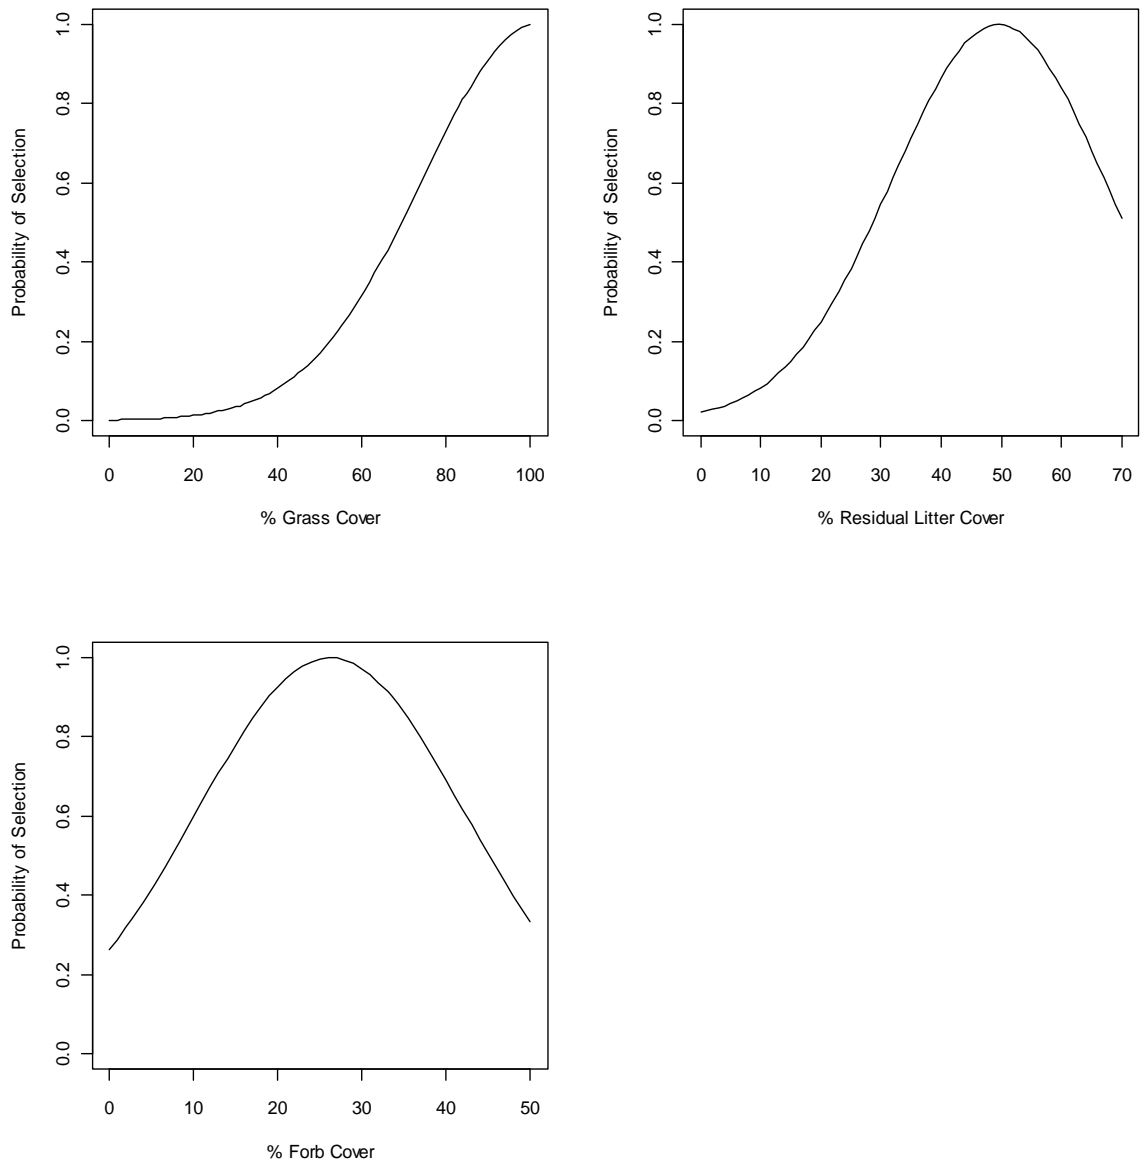 Probability of Selection
0.0 0.2 0.4 0.6 0.8 1.0
0 20 40 60 80 100
% Grass Cover
Probability of Selection
0.0 0.2 0.4 0.6 0.8 1.0
0 10 20 30 40 50 60 70
% Residual Litter Cover
Probability of Selection
0.0 0.2 0.4 0.6 0.8 1.0
0 10 20 30 40 50
% Forb Cover